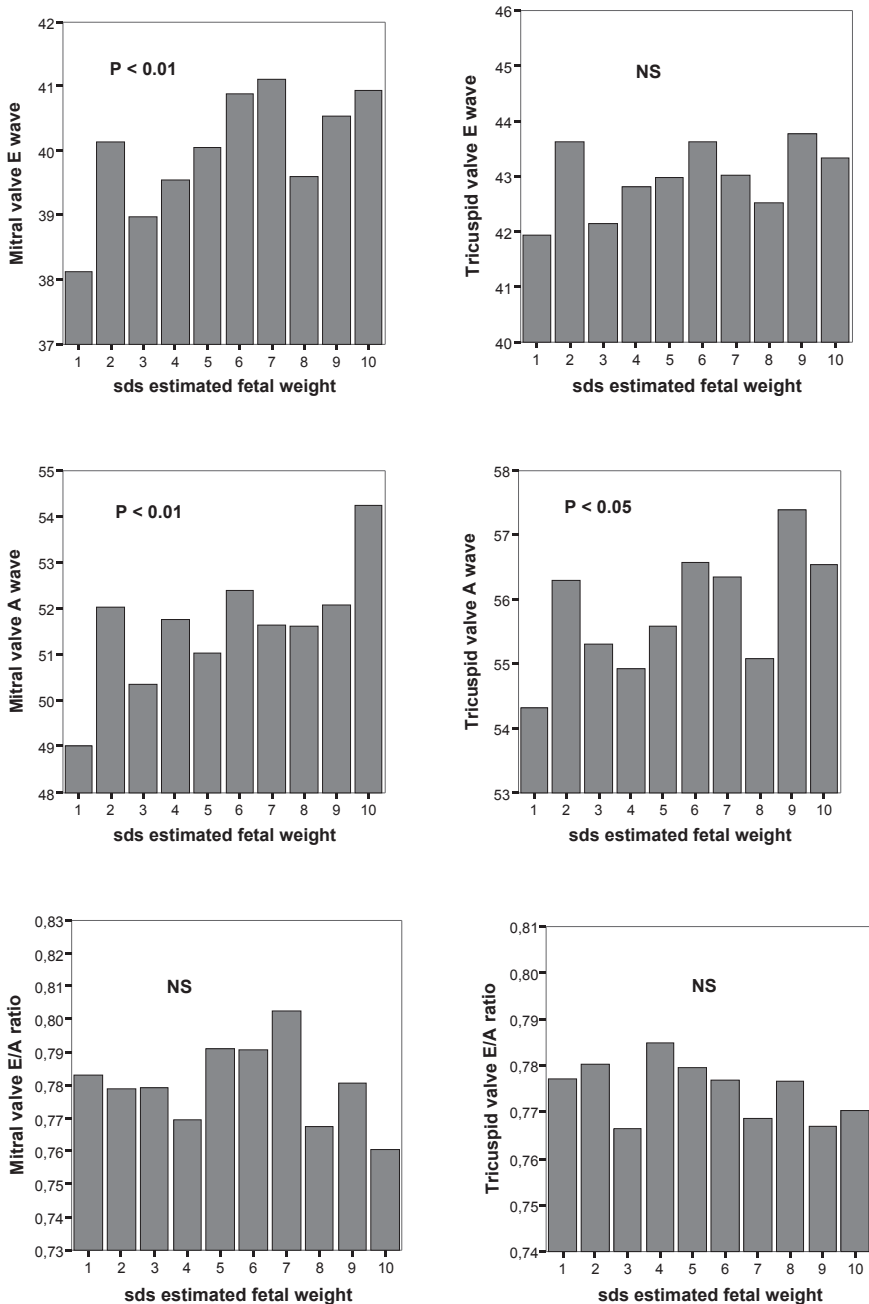 42
41
40
39
38
37
Mitral valve E wave
P < 0.01
1 2 3 4 5 6 7 8 9 10
sds estimated fetal weight
46
45
44
43
42
41
40
Tricuspid valve E wave
NS
1 2 3 4 5 6 7 8 9 10
sds estimated fetal weight
55
54
53
52
51
50
49
48
Mitral valve A wave
P < 0.01
1 2 3 4 5 6 7 8 9 10
sds estimated fetal weight
58
57
56
55
54
53
Tricuspid valve A wave
P < 0.05
1 2 3 4 5 6 7 8 9 10
sds estimated fetal weight
0,83
0,82
0,81
0,80
0,79
0,78
0,77
0,76
0,75
0,74
0,73
Mitral valve E/A ratio
NS
1 2 3 4 5 6 7 8 9 10
sds estimated fetal weight
0,81
0,80
0,79
0,78
0,77
0,76
0,75
0,74
Tricuspid valve E/A ratio
NS
1 2 3 4 5 6 7 8 9 10
sds estimated fetal weight